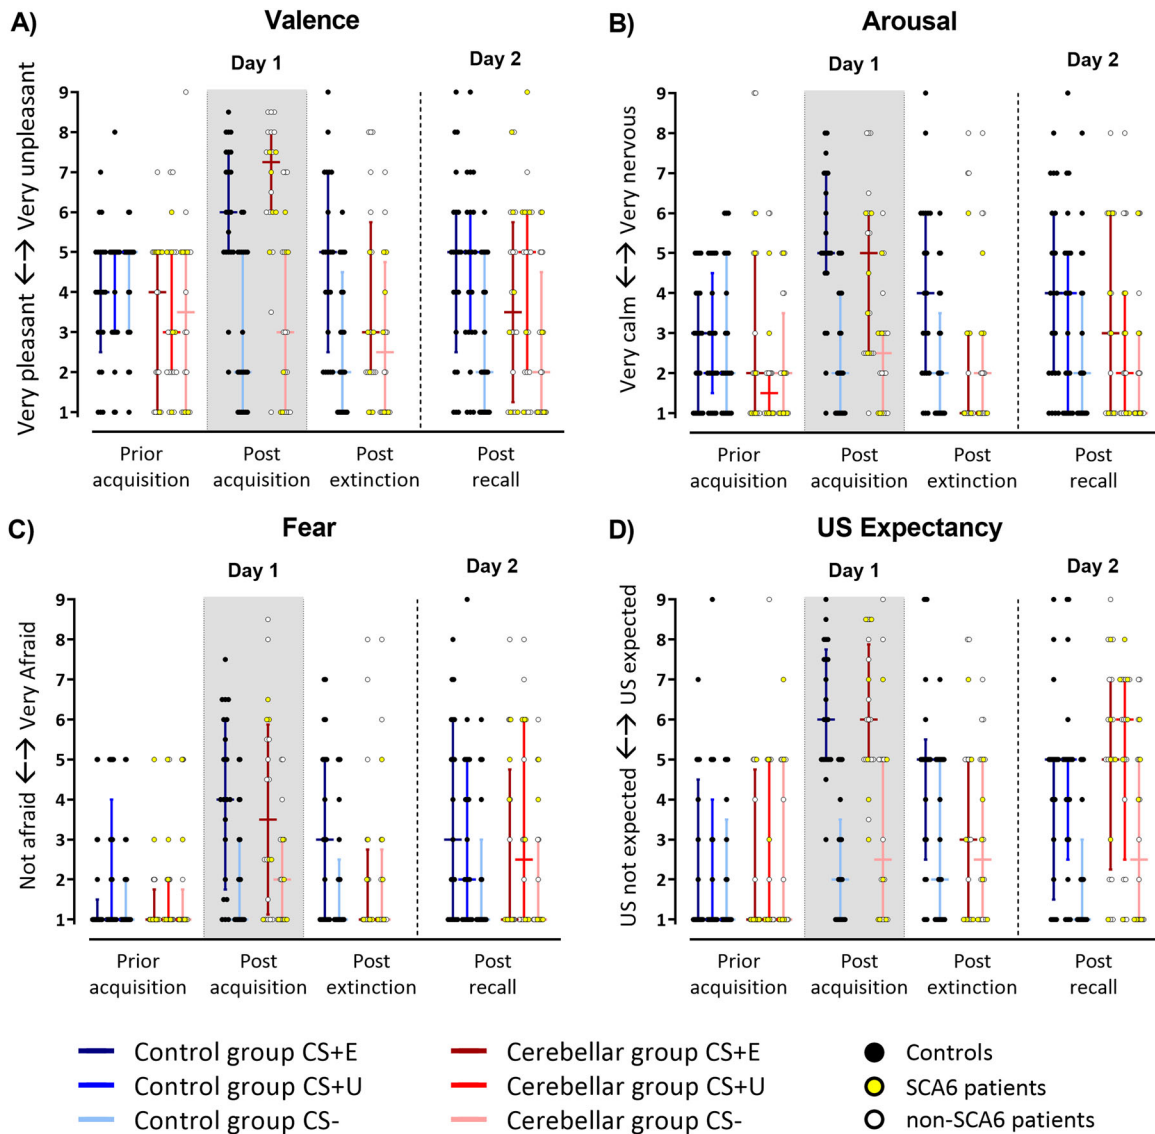 A)
Valence
Day 1
Day 2
Very pleasant ←→ Very unpleasant
9
8
7
6
5
4
3
2
1
Prior acquisition
Post acquisition
Post extinction
Post recall
B)
Arousal
Day 1
Day 2
Very calm ←→ Very nervous
9
8
7
6
5
4
3
2
1
Prior acquisition
Post acquisition
Post extinction
Post recall
C)
Fear
Day 1
Day 2
Not afraid ←→ Very Afraid
9
8
7
6
5
4
3
2
1
Prior acquisition
Post acquisition
Post extinction
Post recall
D)
US Expectancy
Day 1
Day 2
US not expected ←→ US expected
9
8
7
6
5
4
3
2
1
Prior acquisition
Post acquisition
Post extinction
Post recall
Control group CS+E
Control group CS+U
Control group CS-
Cerebellar group CS+E
Cerebellar group CS+U
Cerebellar group CS-
Controls
SCA6 patients
non-SCA6 patients